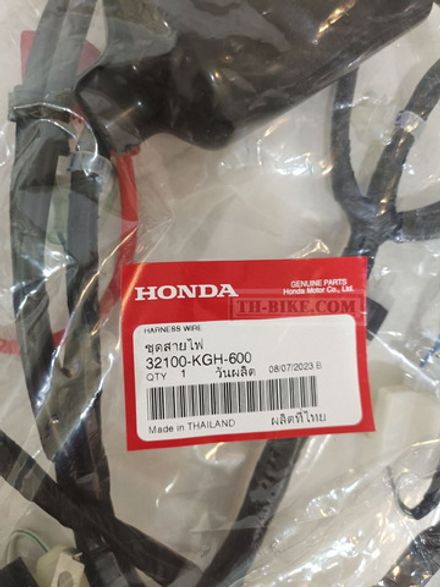 HONDA
GENUINE PARTS
Honda Motor Co., Ltd.
TH-BIKE.COM
HARNESS WIRE
ชุดสายไฟ
32100-KGH-600
QTY 1 วันผลิต 08/07/2023 B
Made in THAILAND ผลิตที่ไทย